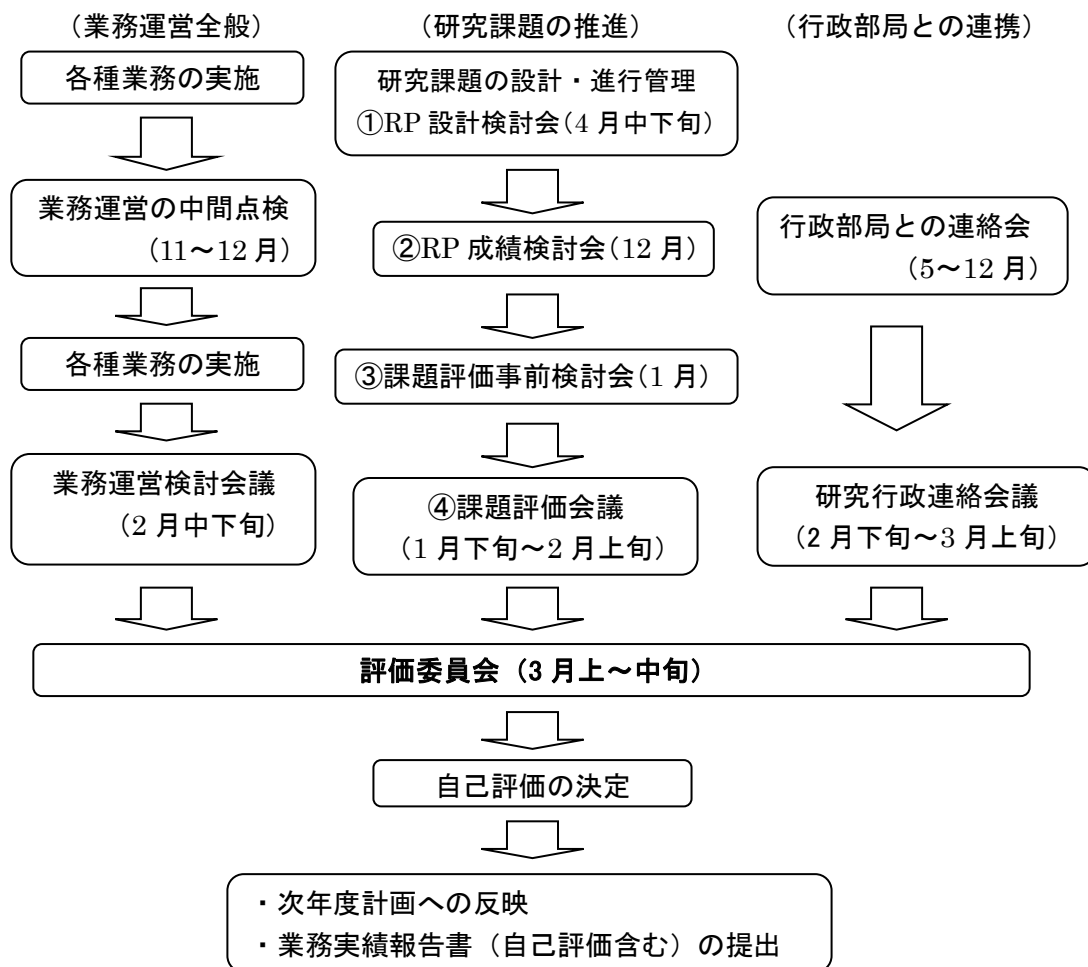 （業務運営全般）
各種業務の実施
業務運営の中間点検
（11～12 月）
各種業務の実施
業務運営検討会議
（2 月中下旬）
（研究課題の推進）
研究課題の設計・進行管理
①RP 設計検討会（4 月中下旬）
②RP 成績検討会（12 月）
③課題評価事前検討会（1 月）
④課題評価会議
（1 月下旬～2 月上旬）
（行政部局との連携）
行政部局との連絡会
（5～12 月）
研究行政連絡会議
（2 月下旬～3 月上旬）
評価委員会（3 月上～中旬）
自己評価の決定
・次年度計画への反映
・業務実績報告書（自己評価含む）の提出